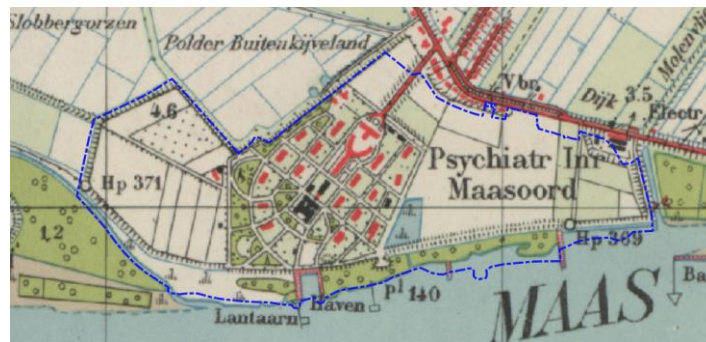 Slobbergorzen
Polder Buitenkijveland
Molenvli
4.6
Vbr.
Dijk 3.5
Electr.
Psychiatr. Inr.
Maasoord
Hp 371
1,2
Hp 369
Haven
Pl 140
Lantaarn
MAAS
Ba